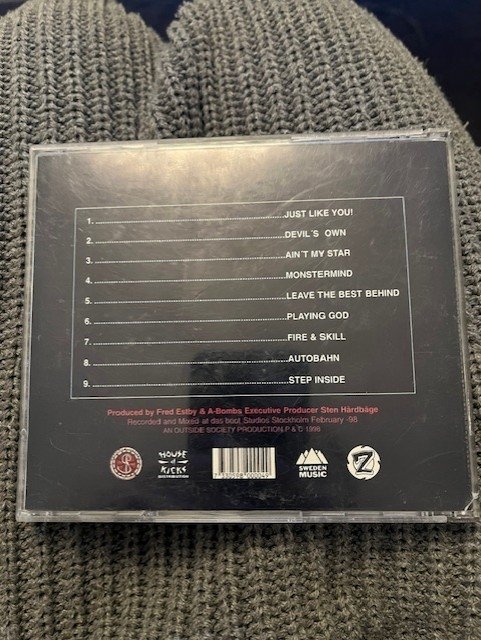 1. ........................................................JUST LIKE YOU!
2. ........................................................DEVIL´S OWN
3. ........................................................AIN´T MY STAR
4. ........................................................MONSTERMIND
5. ........................................................LEAVE THE BEST BEHIND
6. ........................................................PLAYING GOD
7. ........................................................FIRE & SKILL
8. ........................................................AUTOBAHN
9. ........................................................STEP INSIDE
Produced by Fred Estby & A-Bombs Executive Producer Sten Hårdbåge
Recorded and Mixed at das boot Studios Stockholm February -98
AN OUTSIDE SOCIETY PRODUCTION P & C 1998
HOUSE
of
KICKS
DISTRIBUTION
SWEDEN
MUSIC
Z